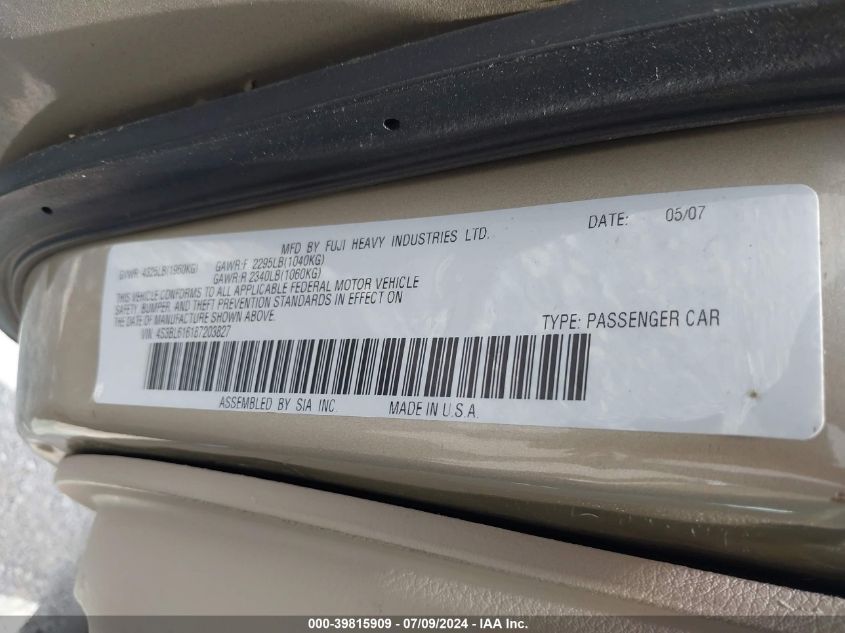 MFD BY FUJI HEAVY INDUSTRIES LTD. DATE: 05/07
GVWR: 4325LB(1960KG) GAWR:F 2295LB(1040KG)
GAWR:R 2340LB(1060KG)
THIS VEHICLE CONFORMS TO ALL APPLICABLE FEDERAL MOTOR VEHICLE
SAFETY, BUMPER, AND THEFT PREVENTION STANDARDS IN EFFECT ON
THE DATE OF MANUFACTURE SHOWN ABOVE.
VIN: 4S3BL616187203827 TYPE: PASSENGER CAR
ASSEMBLED BY SIA INC. MADE IN U.S.A.
000-39815909 / 07/09/2024 - IAA Inc.